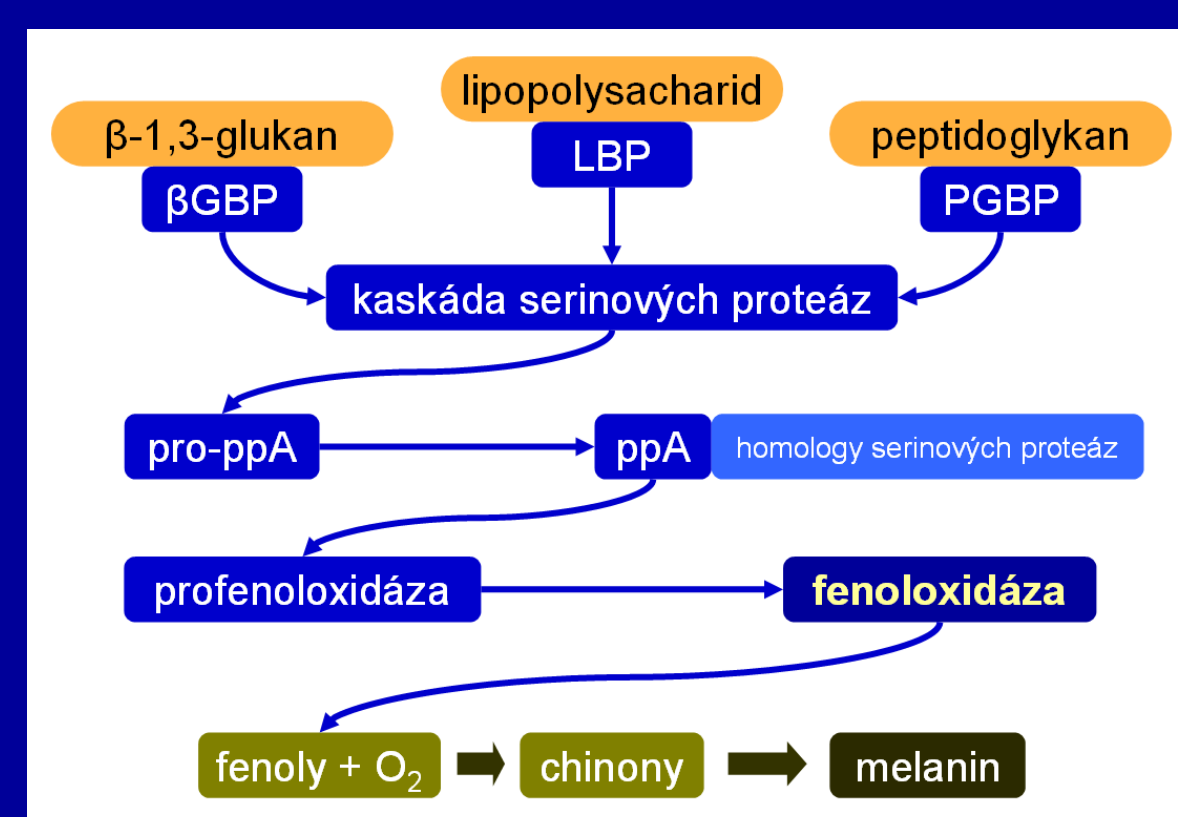 lipopolysacharid
β-1,3-glukan
peptidoglykan
LBP
βGBP
PGBP
kaskáda serinových proteáz
pro-ppA
ppA
homology serinových proteáz
profenoloxidáza
fenoloxidáza
fenoly + O₂
chinony
melanin